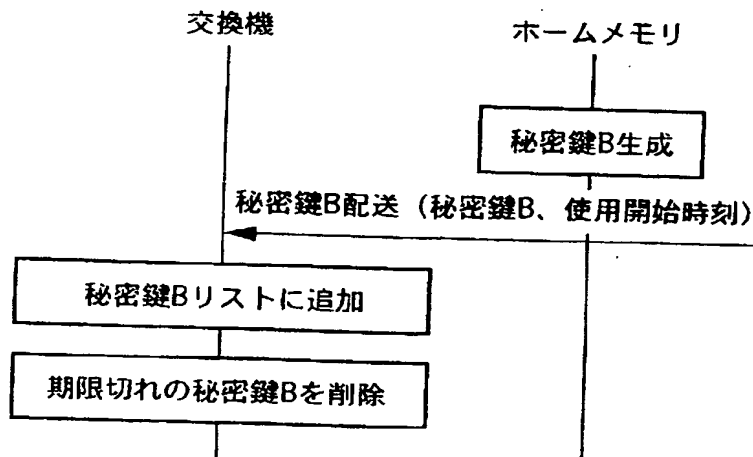 交換機
ホームメモリ
秘密鍵B生成
秘密鍵B配送（秘密鍵B、使用開始時刻）
秘密鍵Bリストに追加
期限切れの秘密鍵Bを削除